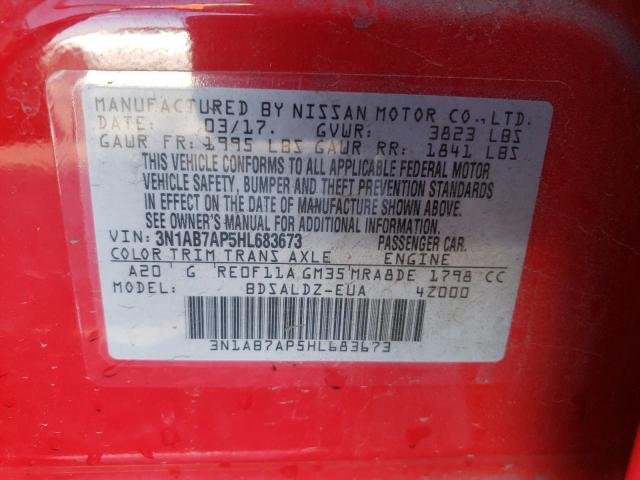 MANUFACTURED BY NISSAN MOTOR CO.,LTD.
DATE: 03/17. GVWR: 3823 LBS
GAWR FR: 1995 LBS GAWR RR: 1841 LBS
THIS VEHICLE CONFORMS TO ALL APPLICABLE FEDERAL MOTOR
VEHICLE SAFETY, BUMPER AND THEFT PREVENTION STANDARDS
IN EFFECT ON THE DATE OF MANUFACTURE SHOWN ABOVE.
SEE OWNER'S MANUAL FOR ADDITIONAL INFORMATION.
VIN: 3N1AB7AP5HL683673 PASSENGER CAR.
COLOR TRIM TRANS AXLE ENGINE
A20 G RE0F11A GM35 MRA8DE 1798 CC
MODEL: BDSALDZ-EUA 4Z000
3N1AB7AP5HL683673